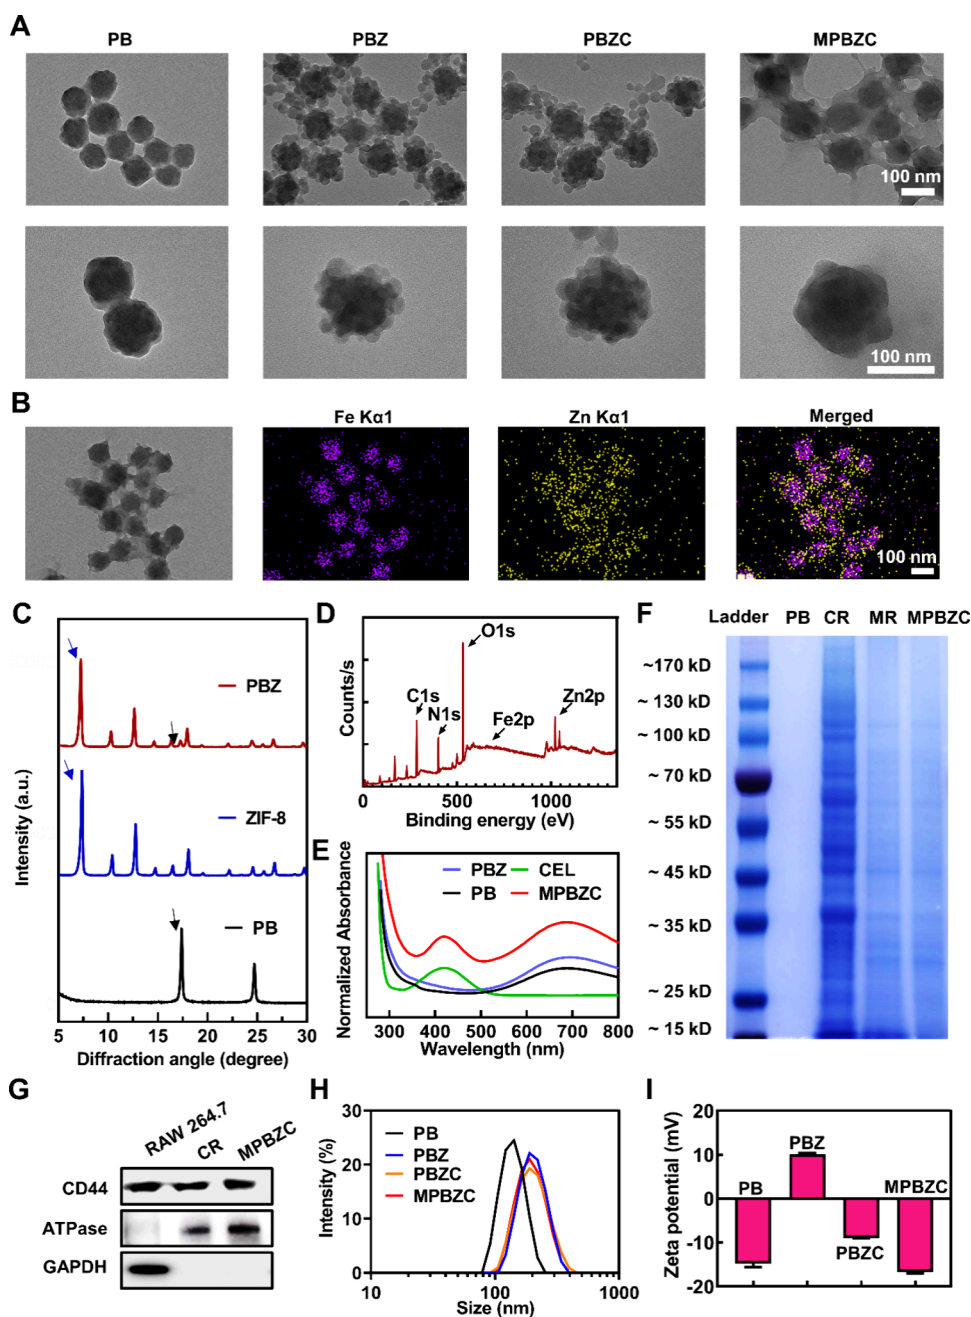 A
PB PBZ PBZC MPBZC
100 nm
100 nm
B
Fe Kα1 Zn Kα1 Merged
100 nm
C
Intensity (a.u.)
PBZ
ZIF-8
PB
5 10 15 20 25 30
Diffraction angle (degree)
D
Counts/s
O1s
C1s
N1s
Fe2p
Zn2p
0 500 1000
Binding energy (eV)
E
Normalized Absorbance
PBZ CEL
PB MPBZC
300 400 500 600 700 800
Wavelength (nm)
F
Ladder PB CR MR MPBZC
~170 kD
~ 130 kD
~ 100 kD
~ 70 kD
~ 55 kD
~ 45 kD
~ 35 kD
~ 25 kD
~ 15 kD
G
RAW 264.7 CR MPBZC
CD44
ATPase
GAPDH
H
Intensity (%)
30
20
10
0
PB
PBZ
PBZC
MPBZC
10 100 1000
Size (nm)
I
Zeta potential (mV)
20
10
0
-10
-20
PB
PBZ
PBZC
MPBZC